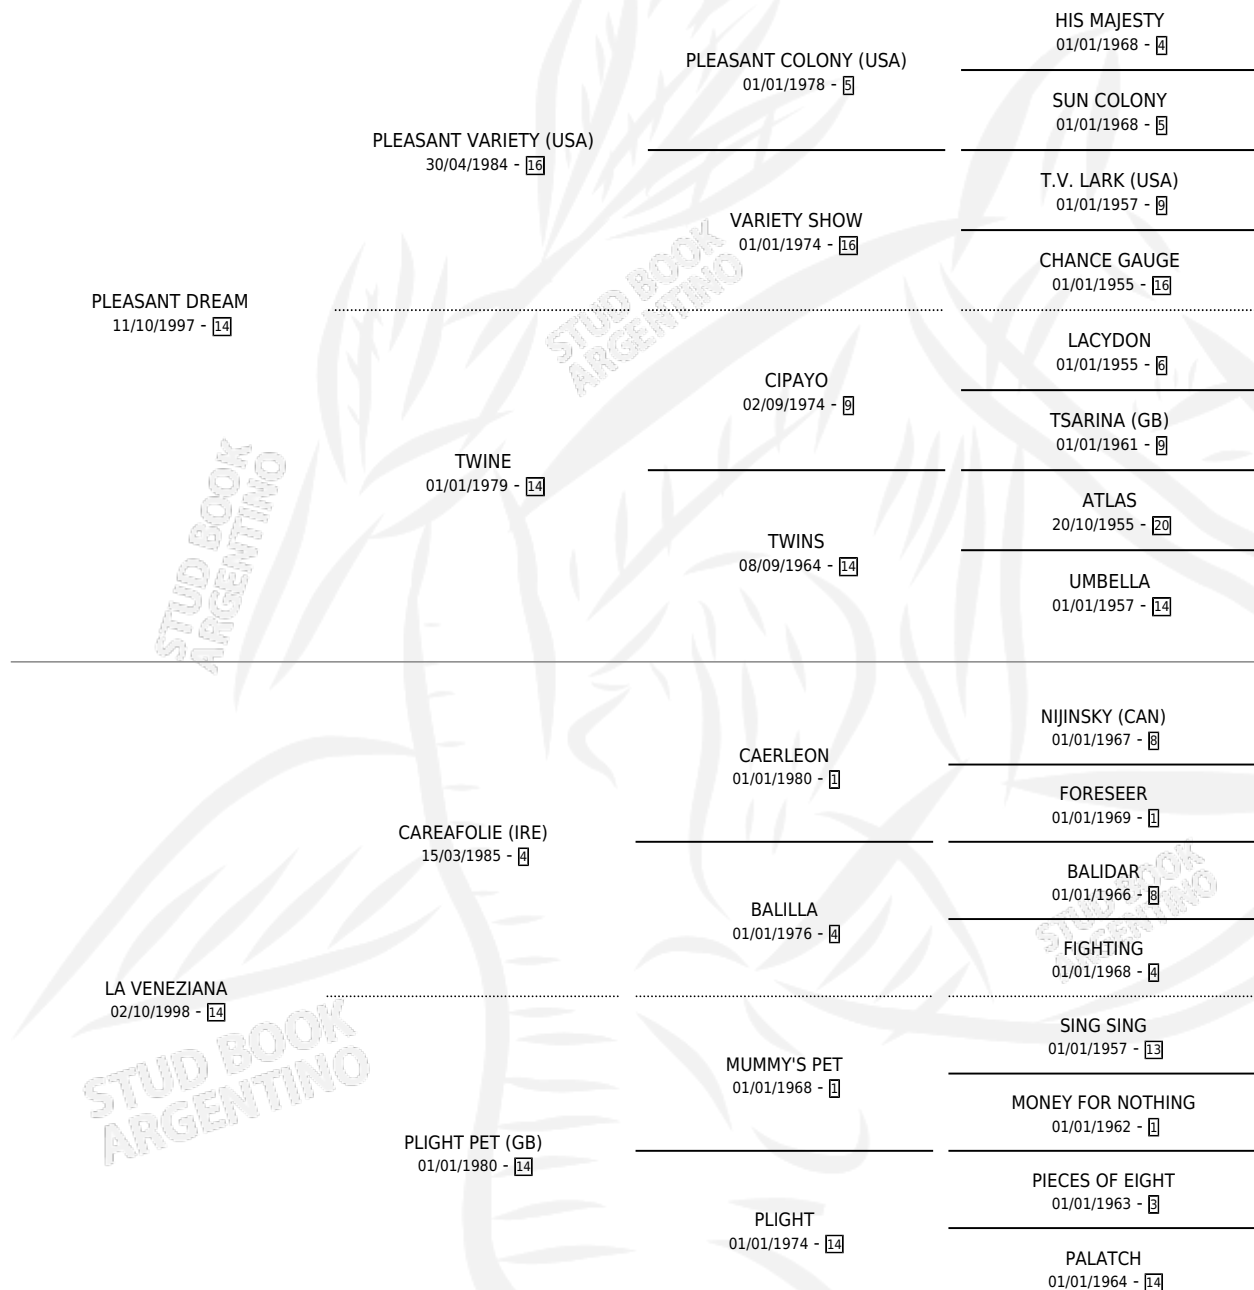 HIS MAJESTY
01/01/1968 - 4
PLEASANT COLONY (USA)
01/01/1978 - 5
SUN COLONY
01/01/1968 - 5
PLEASANT VARIETY (USA)
30/04/1984 - 16
T.V. LARK (USA)
01/01/1957 - 9
VARIETY SHOW
01/01/1974 - 16
CHANCE GAUGE
01/01/1955 - 16
PLEASANT DREAM
11/10/1997 - 14
LACYDON
01/01/1955 - 6
CIPAYO
02/09/1974 - 9
TSARINA (GB)
01/01/1961 - 9
TWINE
01/01/1979 - 14
ATLAS
20/10/1955 - 20
TWINS
08/09/1964 - 14
UMBELLA
01/01/1957 - 14
NIJINSKY (CAN)
01/01/1967 - 8
CAERLEON
01/01/1980 - 1
FORESEER
01/01/1969 - 1
CAREAFOLIE (IRE)
15/03/1985 - 4
BALIDAR
01/01/1966 - 8
BALILLA
01/01/1976 - 4
FIGHTING
01/01/1968 - 4
LA VENEZIANA
02/10/1998 - 14
SING SING
01/01/1957 - 13
MUMMY'S PET
01/01/1968 - 1
MONEY FOR NOTHING
01/01/1962 - 1
PLIGHT PET (GB)
01/01/1980 - 14
PIECES OF EIGHT
01/01/1963 - 3
PLIGHT
01/01/1974 - 14
PALATCH
01/01/1964 - 14
STUD BOOK
ARGENTINO
STUD BOOK
ARGENTINO
STUD BOOK
ARGENTINO
STUD BOOK
ARGENTINO